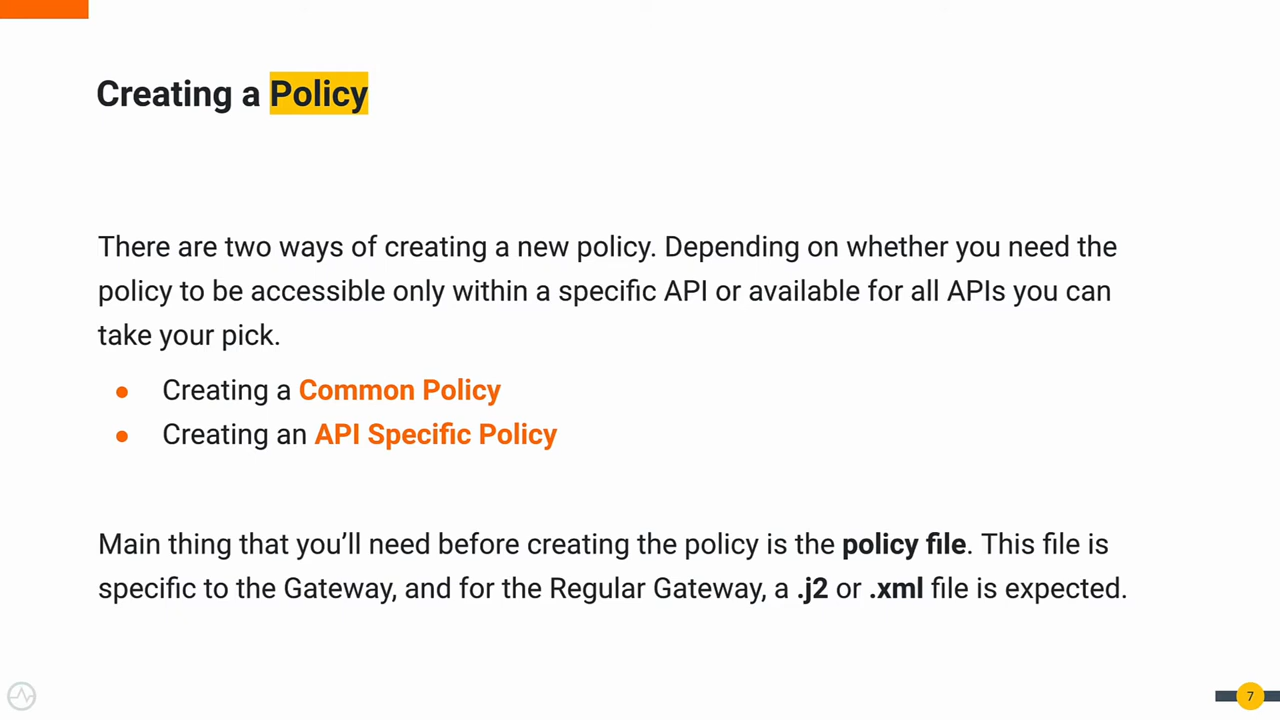 Creating a Policy
There are two ways of creating a new policy. Depending on whether you need the
policy to be accessible only within a specific API or available for all APIs you can
take your pick.
● Creating a Common Policy
● Creating an API Specific Policy
Main thing that you’ll need before creating the policy is the policy file. This file is
specific to the Gateway, and for the Regular Gateway, a .j2 or .xml file is expected.
7